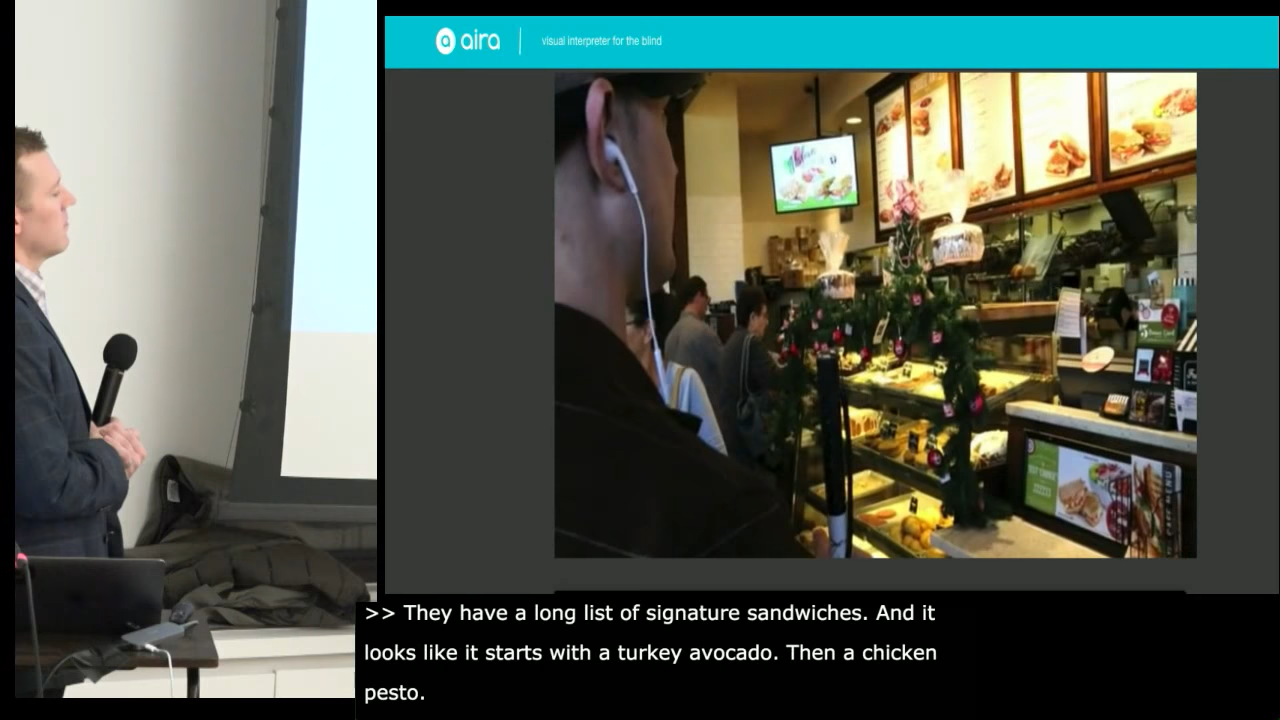 aira
visual interpreter for the blind
>> They have a long list of signature sandwiches. And it
looks like it starts with a turkey avocado. Then a chicken
pesto.